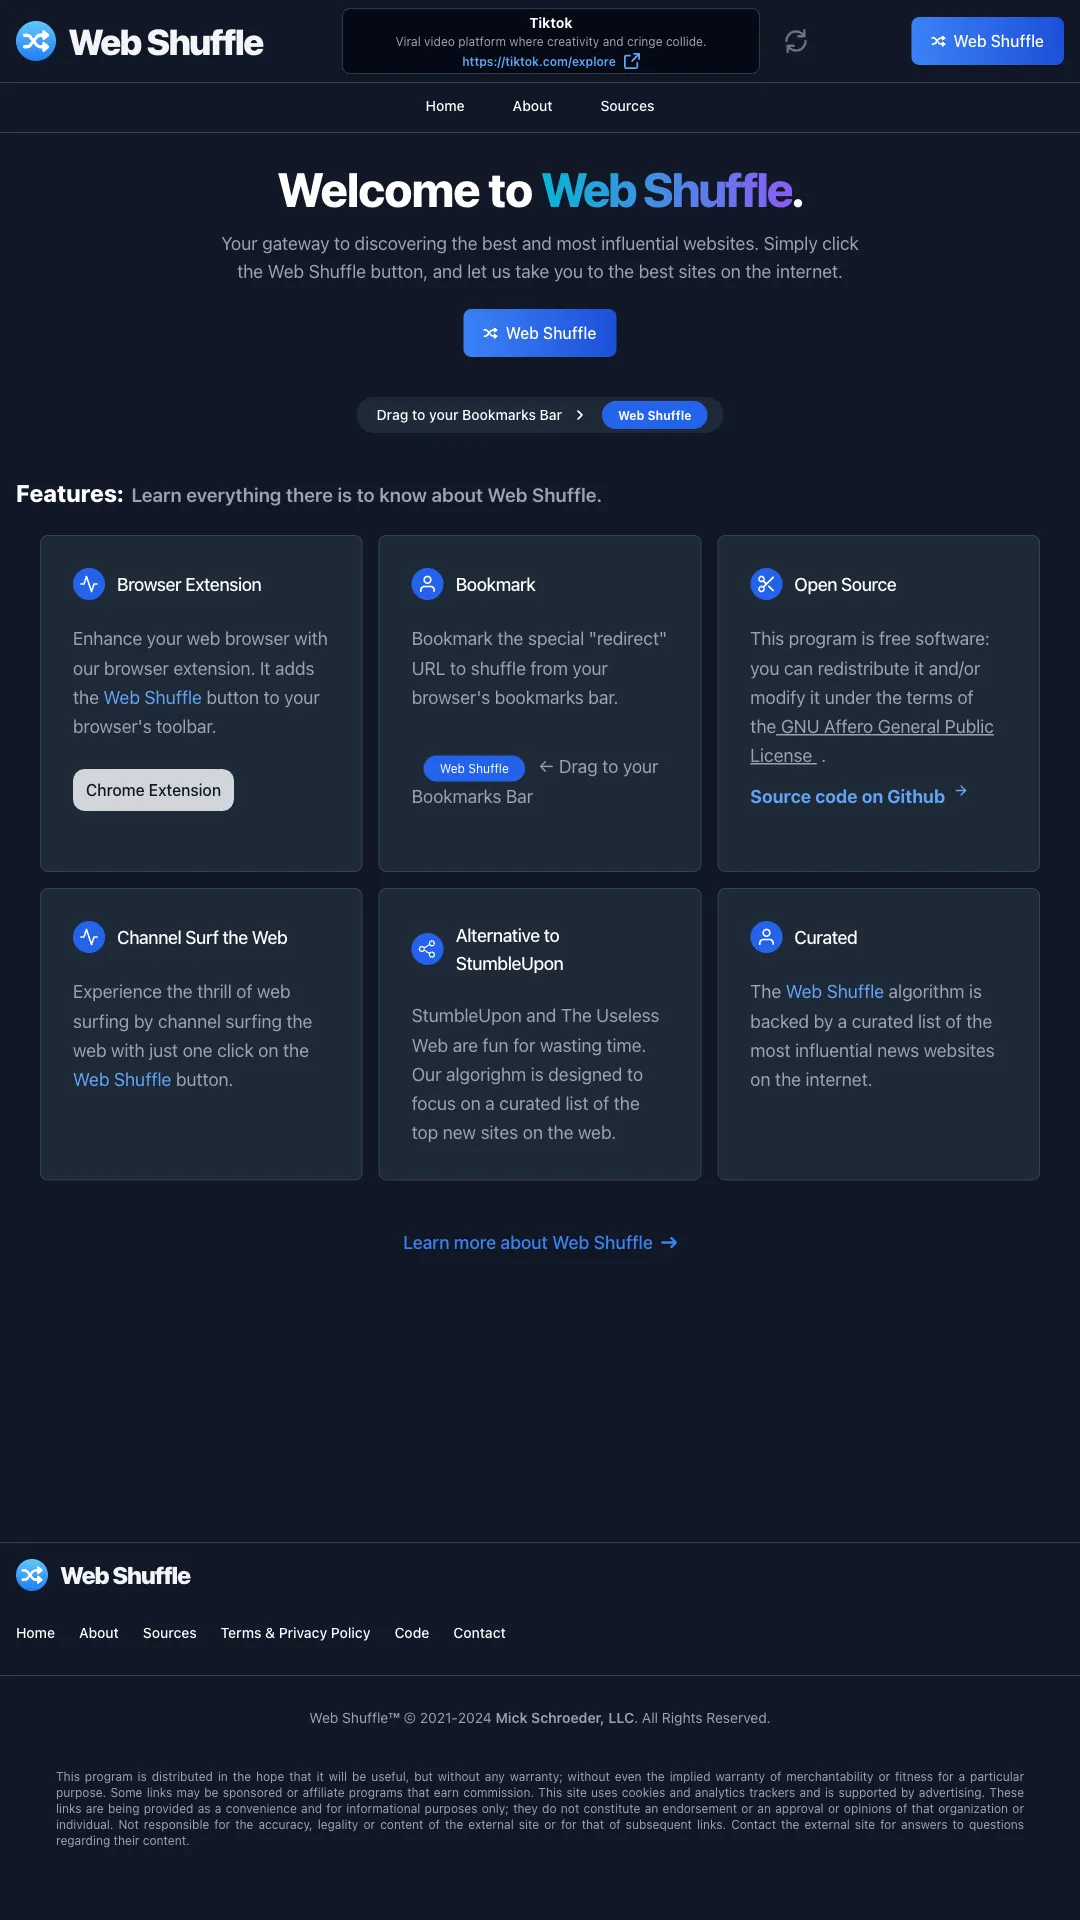 Web Shuffle
Tiktok
Viral video platform where creativity and cringe collide.
https://tiktok.com/explore
Web Shuffle
Home About Sources
Welcome to Web Shuffle.
Your gateway to discovering the best and most influential websites. Simply click
the Web Shuffle button, and let us take you to the best sites on the internet.
Web Shuffle
Drag to your Bookmarks Bar Web Shuffle
Features: Learn everything there is to know about Web Shuffle.
Browser Extension
Enhance your web browser with
our browser extension. It adds
the Web Shuffle button to your
browser's toolbar.
Chrome Extension
Bookmark
Bookmark the special "redirect"
URL to shuffle from your
browser's bookmarks bar.
Web Shuffle ← Drag to your
Bookmarks Bar
Open Source
This program is free software:
you can redistribute it and/or
modify it under the terms of
the GNU Affero General Public
License .
Source code on Github →
Channel Surf the Web
Experience the thrill of web
surfing by channel surfing the
web with just one click on the
Web Shuffle button.
Alternative to
StumbleUpon
StumbleUpon and The Useless
Web are fun for wasting time.
Our algorighm is designed to
focus on a curated list of the
top new sites on the web.
Curated
The Web Shuffle algorithm is
backed by a curated list of the
most influential news websites
on the internet.
Learn more about Web Shuffle →
Web Shuffle
Home About Sources Terms & Privacy Policy Code Contact
Web Shuffle™ © 2021-2024 Mick Schroeder, LLC. All Rights Reserved.
This program is distributed in the hope that it will be useful, but without any warranty; without even the implied warranty of merchantability or fitness for a particular
purpose. Some links may be sponsored or affiliate programs that earn commission. This site uses cookies and analytics trackers and is supported by advertising. These
links are being provided as a convenience and for informational purposes only; they do not constitute an endorsement or an approval or opinions of that organization or
individual. Not responsible for the accuracy, legality or content of the external site or for that of subsequent links. Contact the external site for answers to questions
regarding their content.